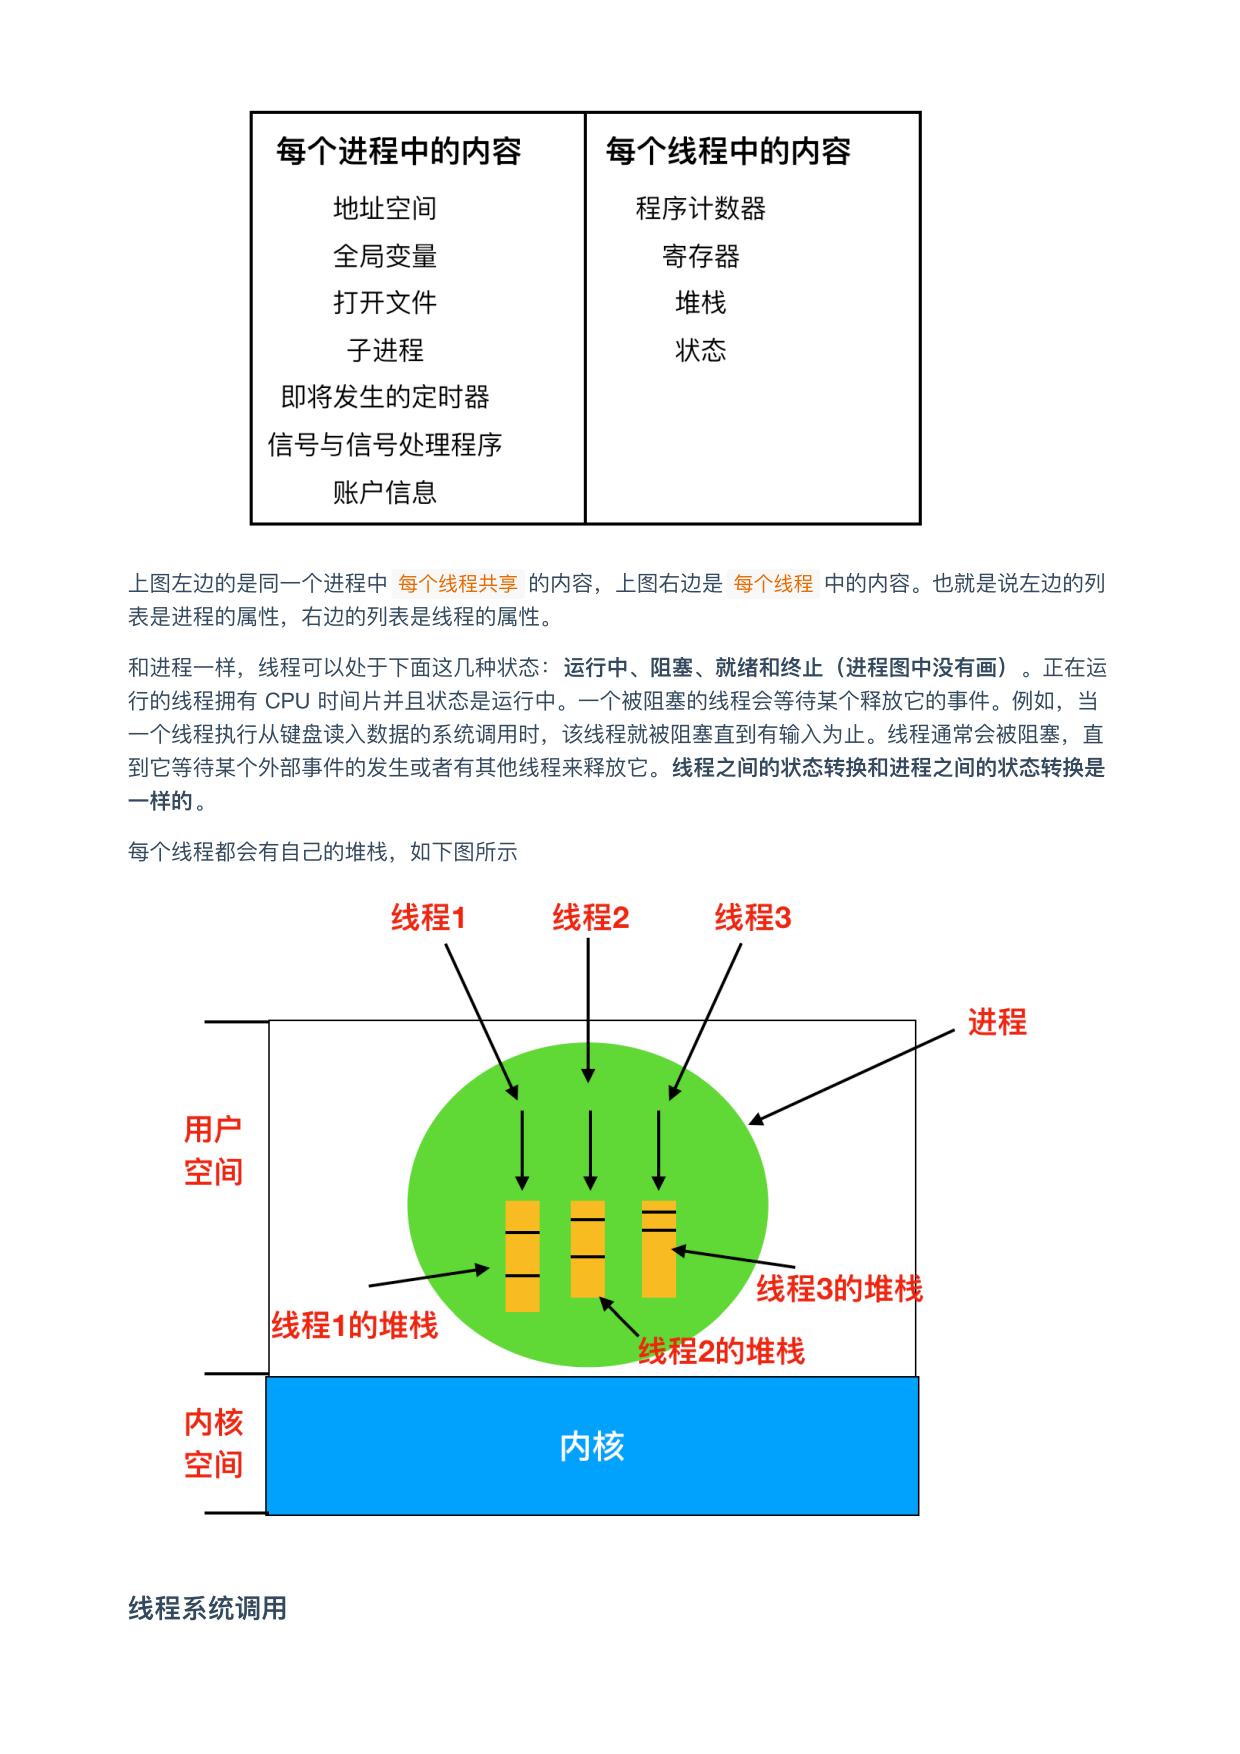 每个进程中的内容
地址空间
全局变量
打开文件
子进程
即将发生的定时器
信号与信号处理程序
账户信息
每个线程中的内容
程序计数器
寄存器
堆栈
状态
上图左边的是同一个进程中 每个线程共享 的内容，上图右边是 每个线程 中的内容。也就是说左边的列
表是进程的属性，右边的列表是线程的属性。
和进程一样，线程可以处于下面这几种状态：运行中、阻塞、就绪和终止（进程图中没有画）。正在运
行的线程拥有 CPU 时间片并且状态是运行中。一个被阻塞的线程会等待某个释放它的事件。例如，当
一个线程执行从键盘读入数据的系统调用时，该线程就被阻塞直到有输入为止。线程通常会被阻塞，直
到它等待某个外部事件的发生或者有其他线程来释放它。线程之间的状态转换和进程之间的状态转换是
一样的。
每个线程都会有自己的堆栈，如下图所示
线程1
线程2
线程3
进程
用户
空间
线程3的堆栈
线程1的堆栈
线程2的堆栈
内核
空间
内核
线程系统调用